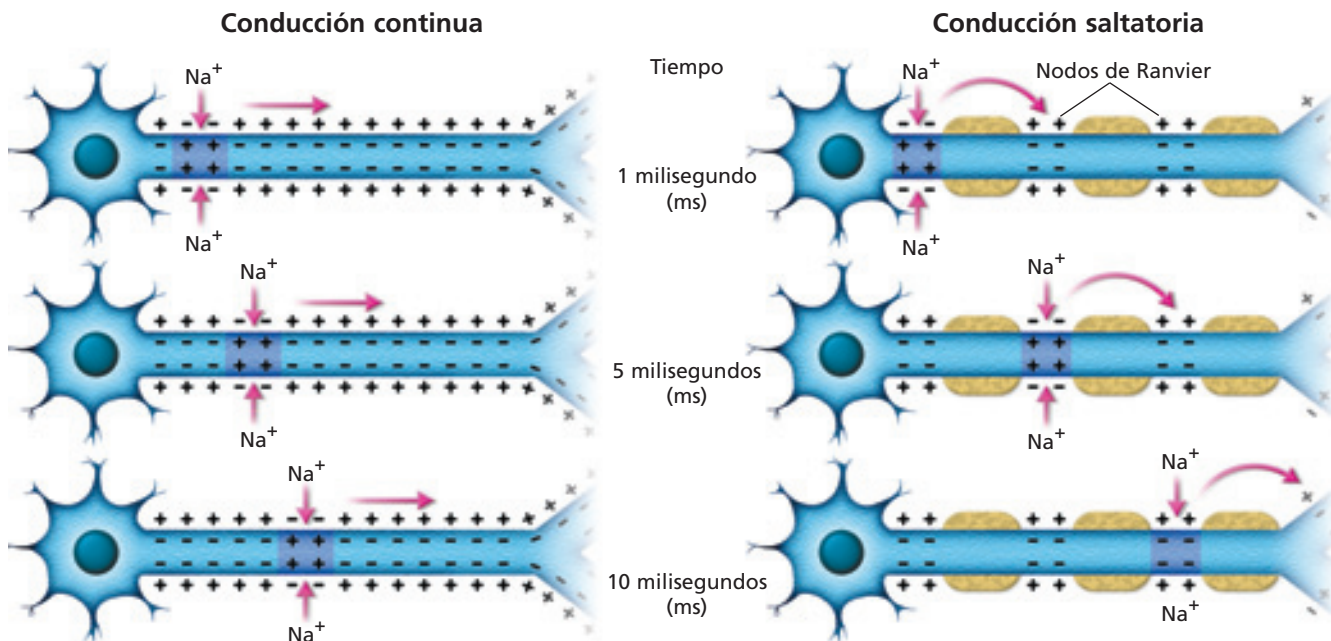 Conducción continua
Conducción saltatoria
Na⁺
Tiempo
Na⁺
Nodos de Ranvier
1 milisegundo
(ms)
Na⁺
Na⁺
Na⁺
Na⁺
5 milisegundos
(ms)
Na⁺
Na⁺
Na⁺
Na⁺
10 milisegundos
(ms)
Na⁺
Na⁺